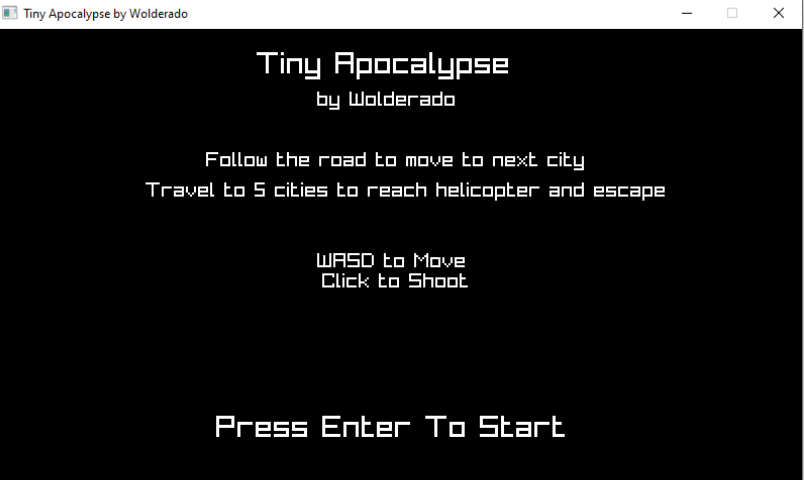 Tiny Apocalypse by Wolderado
Tiny Apocalypse
by Wolderado
Follow the road to move to next city
Travel to 5 cities to reach helicopter and escape
WASD to Move
Click to Shoot
Press Enter To Start